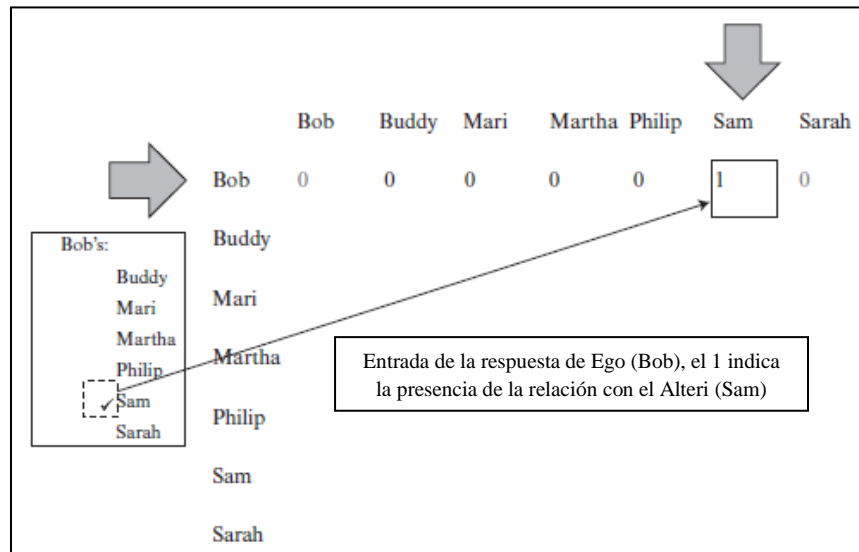 Bob Buddy Mari Martha Philip Sam Sarah
Bob 0 0 0 0 0 1 0
Buddy
Mari
Martha
Philip
Sam
Sarah
Bob's:
Buddy
Mari
Martha
Philip
Sam
Sarah
Entrada de la respuesta de Ego (Bob), el 1 indica
la presencia de la relación con el Alteri (Sam)